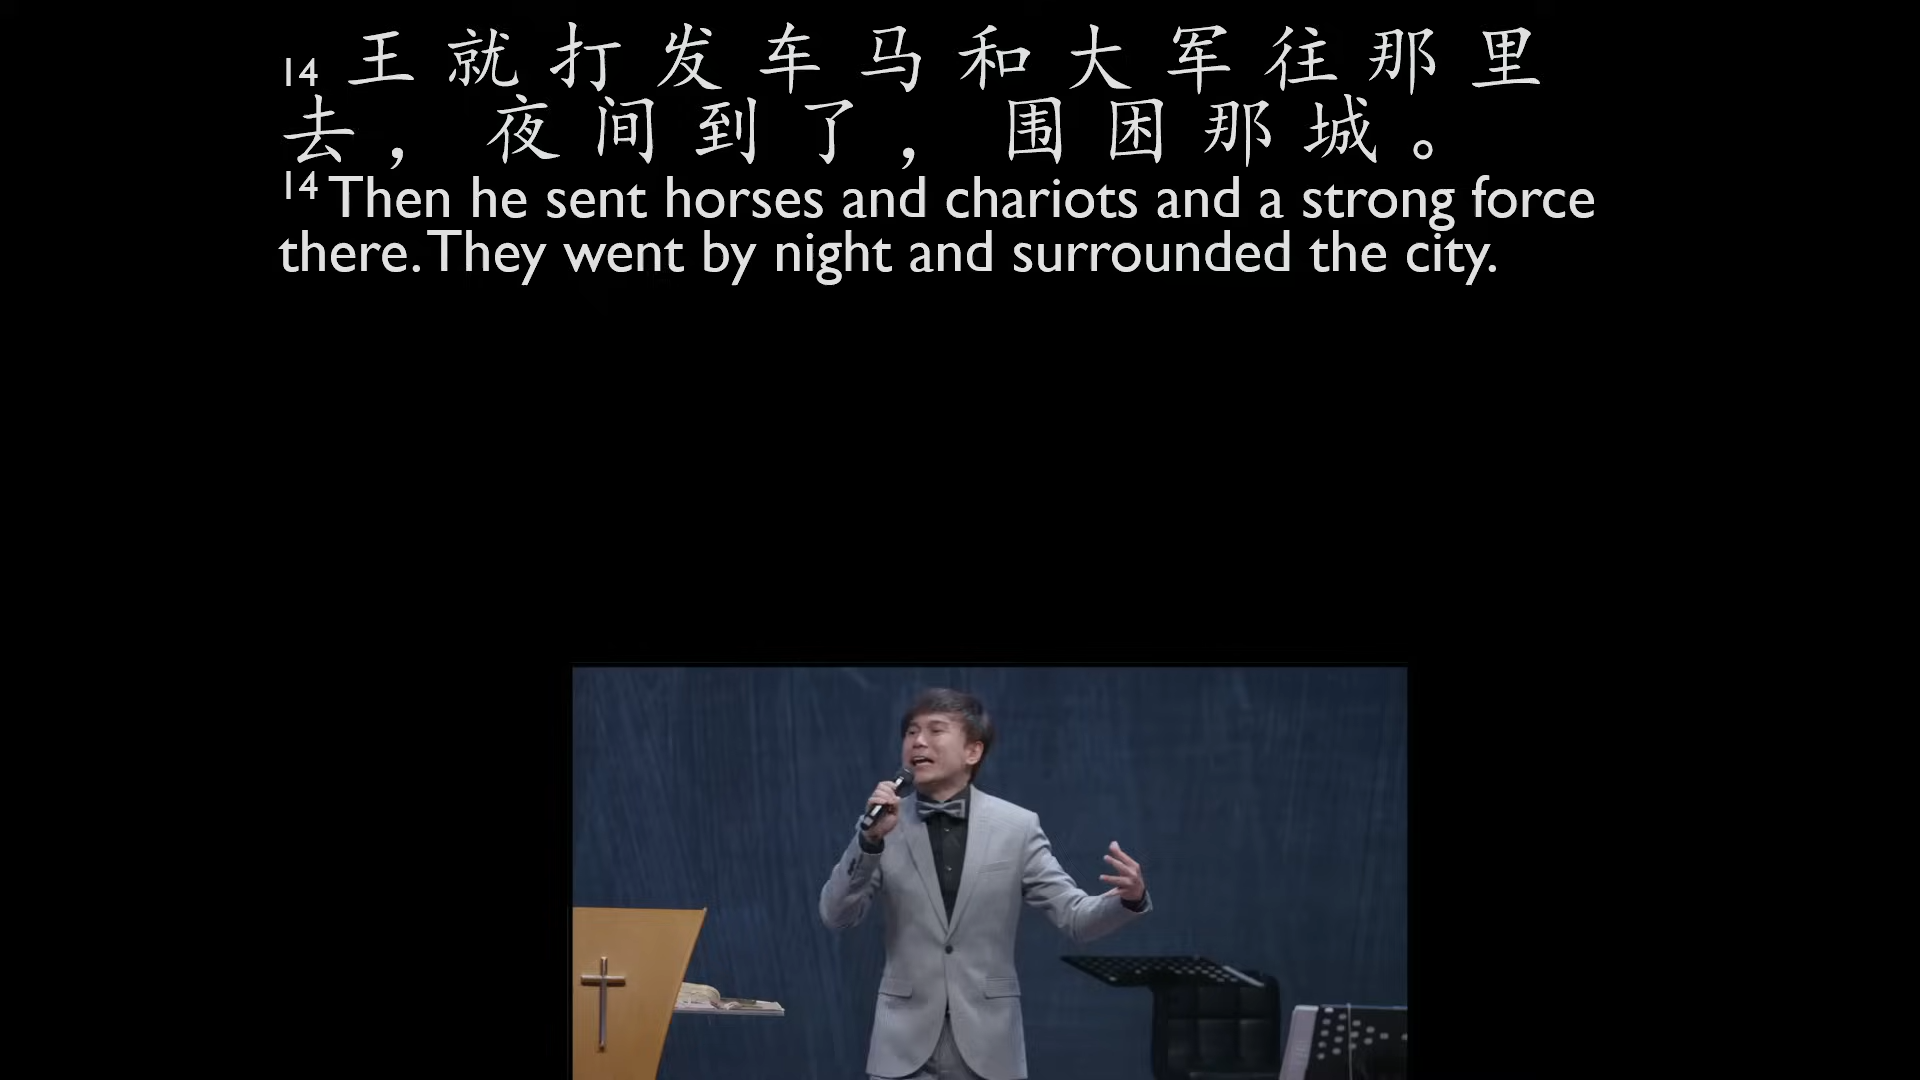 14 王就打发车马和大军往那里
去，夜间到了，围困那城。
14 Then he sent horses and chariots and a strong force
there. They went by night and surrounded the city.